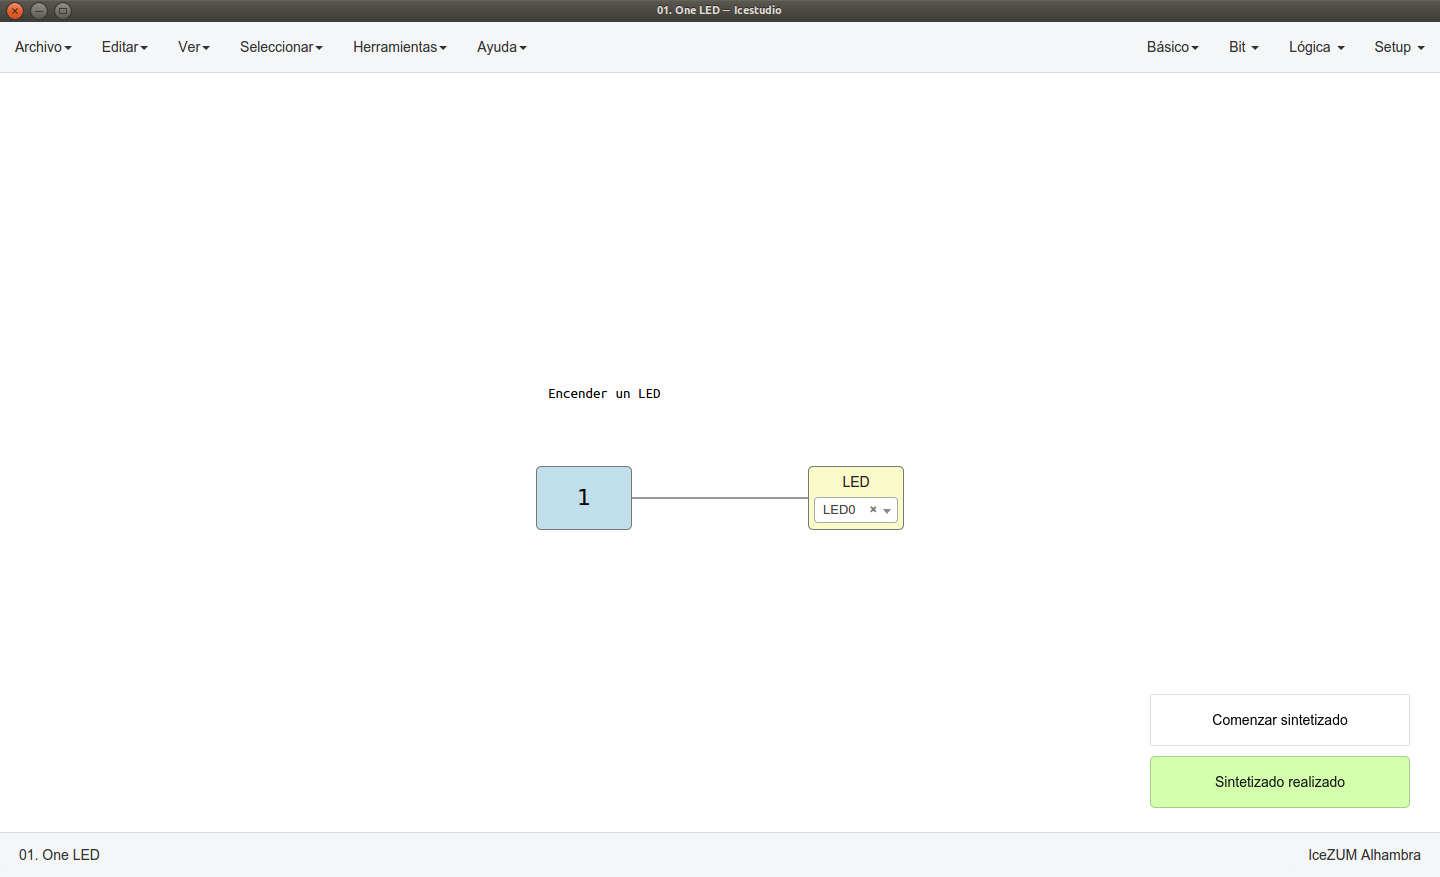 01. One LED — Icestudio
Archivo Editar Ver Seleccionar Herramientas Ayuda Básico Bit Lógica Setup
Encender un LED
1
LED
LED0
Comenzar sintetizado
Sintetizado realizado
01. One LED IceZUM Alhambra